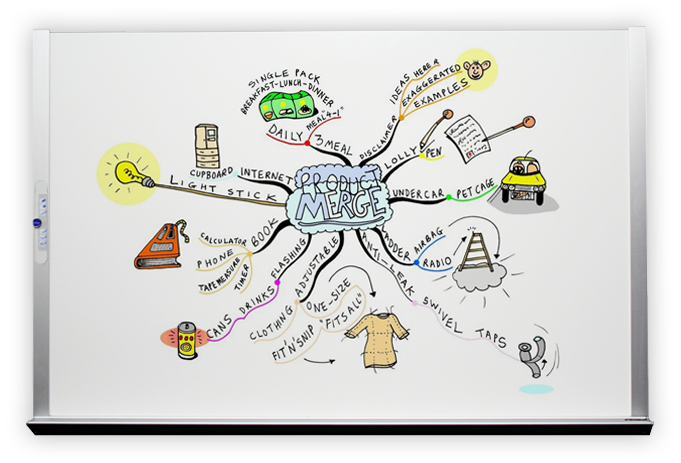 SINGLE PACK
BREAKFAST-LUNCH-DINNER
MEAL "4-1"
DAILY
3 MEAL
IDEAS HERE R
EXAGGERATED
EXAMPLES
DISCLAIMER
LOLLY
PEN
CUPBOARD
INTERNET
LIGHT STICK
PRODUCT
MERGE
UNDERCAR
PET CAGE
BOOK
CALCULATOR
PHONE
TAPE MEASURE
TIMER
FLASHING
CANS DRINKS
ADJUSTABLE
ONE-SIZE
"FITS ALL"
CLOTHING
FIT'N'SNIP
LADDER
AIRBAG
RADIO
ANTI-LEAK
SWIVEL TAPS